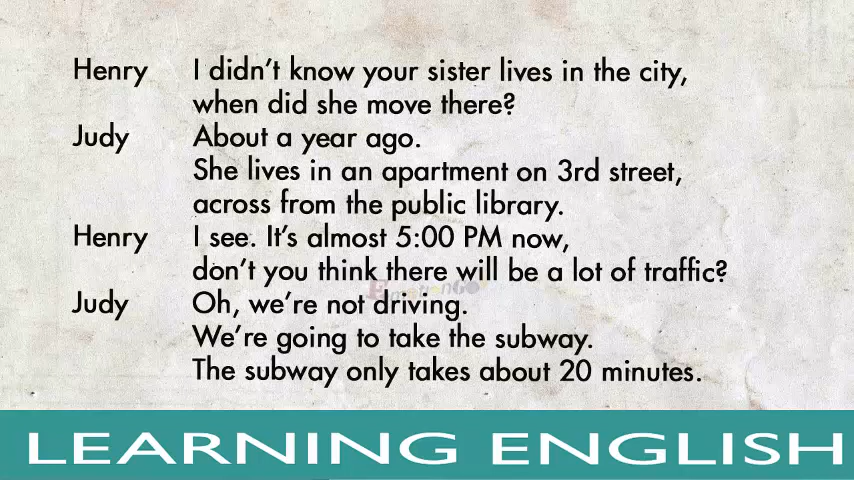 Henry I didn't know your sister lives in the city,
when did she move there?
Judy About a year ago.
She lives in an apartment on 3rd street,
across from the public library.
Henry I see. It's almost 5:00 PM now,
don't you think there will be a lot of traffic?
Judy Oh, we're not driving.
We're going to take the subway.
The subway only takes about 20 minutes.
LEARNING ENGLISH